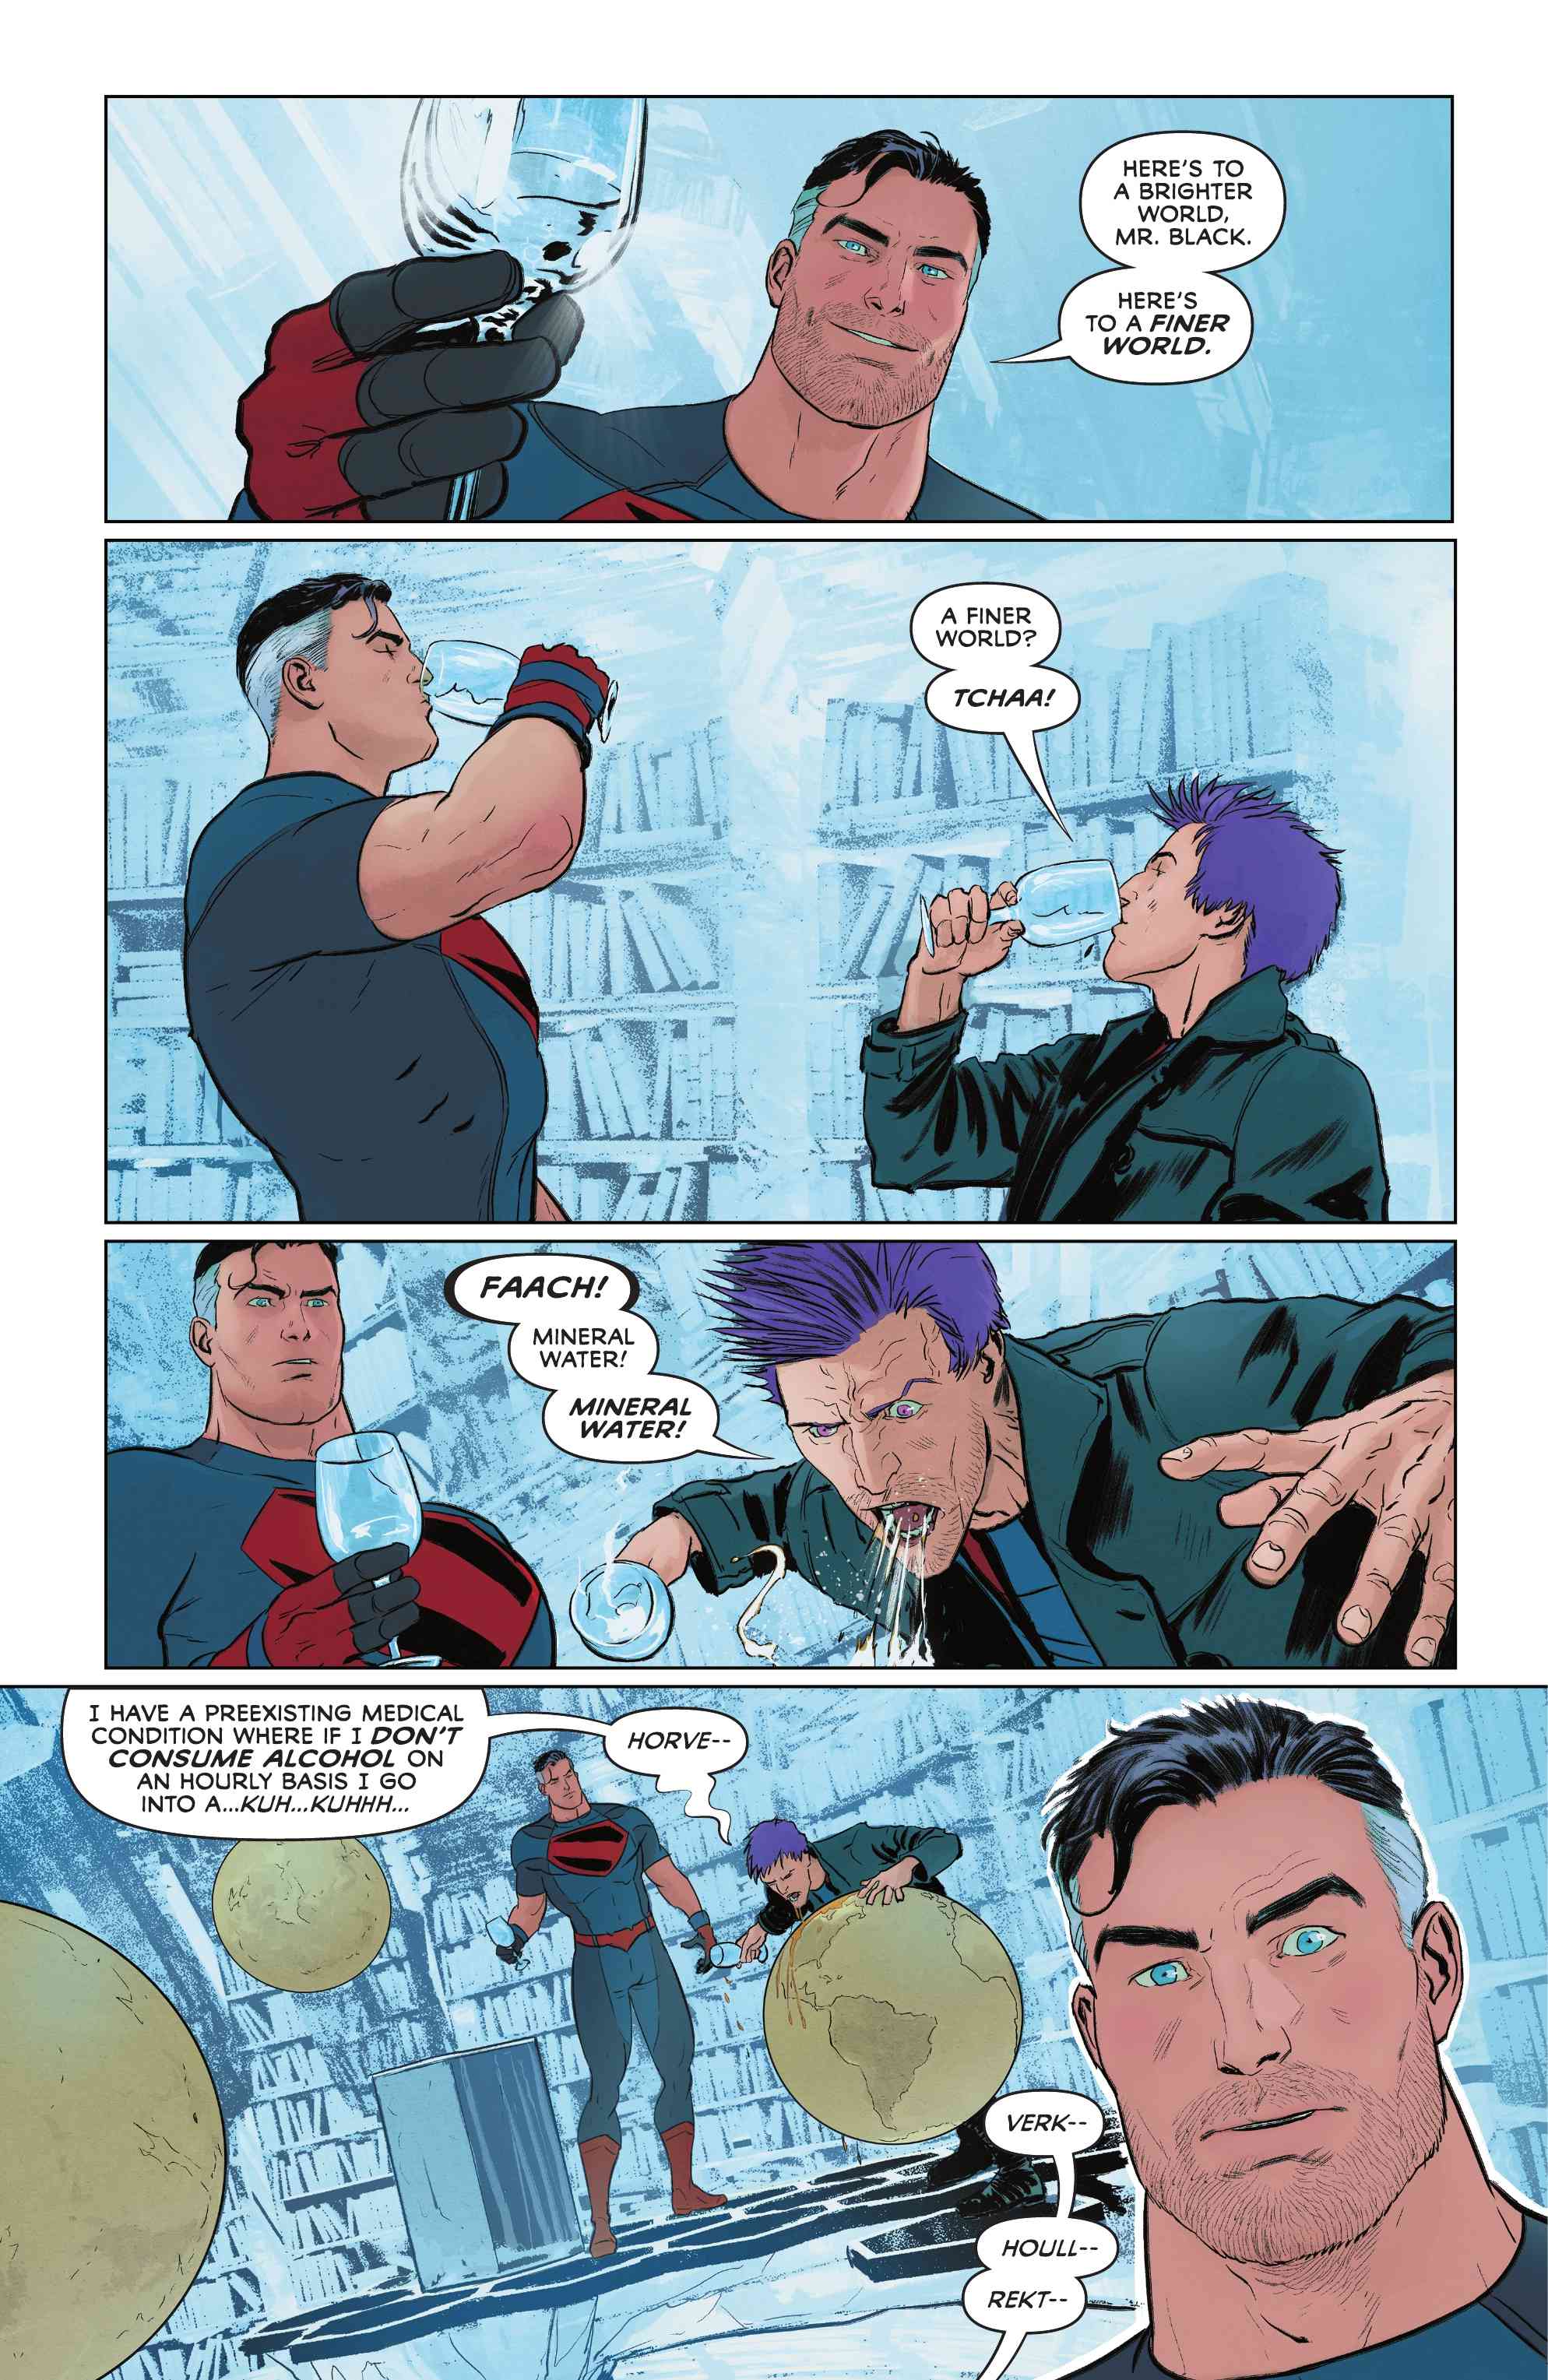 HERE'S TO
A BRIGHTER
WORLD,
MR. BLACK.
HERE'S
TO A FINER
WORLD.
A FINER
WORLD?
TCHAA!
FAACH!
MINERAL
WATER!
MINERAL
WATER!
I HAVE A PREEXISTING MEDICAL
CONDITION WHERE IF I DON'T
CONSUME ALCOHOL ON
AN HOURLY BASIS I GO
INTO A...KUH...KUHHH...
HORVE--
VERK--
HOULL--
REKT--